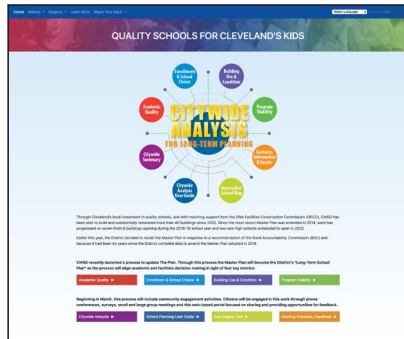 Home Metrics Regions Learn More Share Your Input
Select Language
QUALITY SCHOOLS FOR CLEVELAND'S KIDS
Enrollment
& School
Choice
Building
Use &
Condition
Academic
Quality
Program
Viability
CITYWIDE
ANALYSIS
FOR LONG-TERM PLANNING
Citywide
Summary
Contacts,
Information
& Events
Citywide
Analysis
User Guide
Interactive
School Map
Through Cleveland's local investment in quality schools, and with matching support from the Ohio Facilities Construction Commission (OFCC), CMSD has
been able to build and substantially renovate more than 40 buildings since 2002. Since the most recent Master Plan was amended in 2014, work has
progressed on seven PreK-8 buildings opening during the 2018-19 school year and two new high schools scheduled to open in 2020.
Earlier this year, the District decided to revisit the Master Plan in response to a recommendation of the Bond Accountability Commission (BAC) and
because it had been six years since the District compiled data to amend the Master Plan adopted in 2014.
CMSD recently launched a process to update The Plan. Through this process the Master Plan will become the District's "Long-Term School
Plan" as the process will align academic and facilities decision-making in light of four key metrics:
Academic Quality
Enrollment & School Choice
Building Use & Condition
Program Viability
Beginning in March, this process will include community engagement activities. Citizens will be engaged in this work through phone
conferences, surveys, small and large group meetings and this web-based portal focused on sharing and providing opportunities for feedback.
Citywide Analysis
School Planning User Guide
Meeting Schedule, Feedback